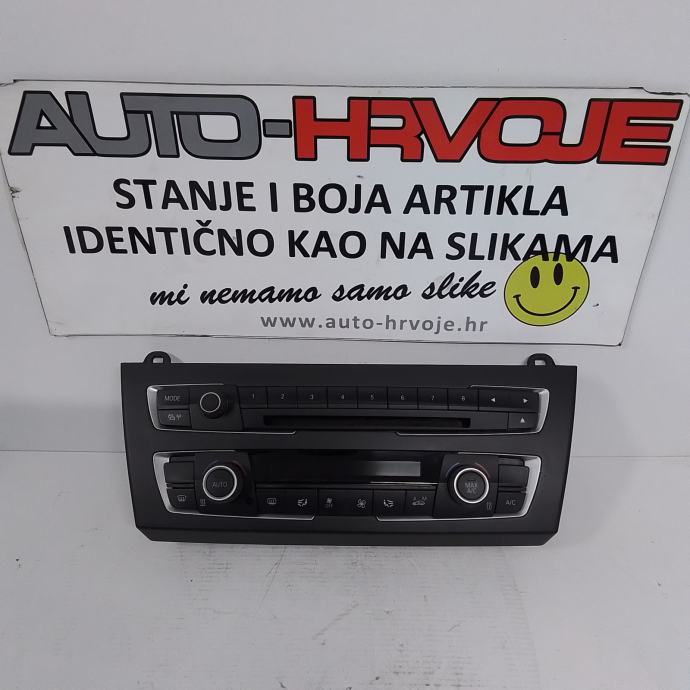 AUTO-HRVOJE
STANJE I BOJA ARTIKLA
IDENTIČNO KAO NA SLIKAMA
mi nemamo samo slike
www.auto-hrvoje.hr
MODE 1 2 3 4 5 6 7 8
AUTO
OFF
MAX
A/C
A/C